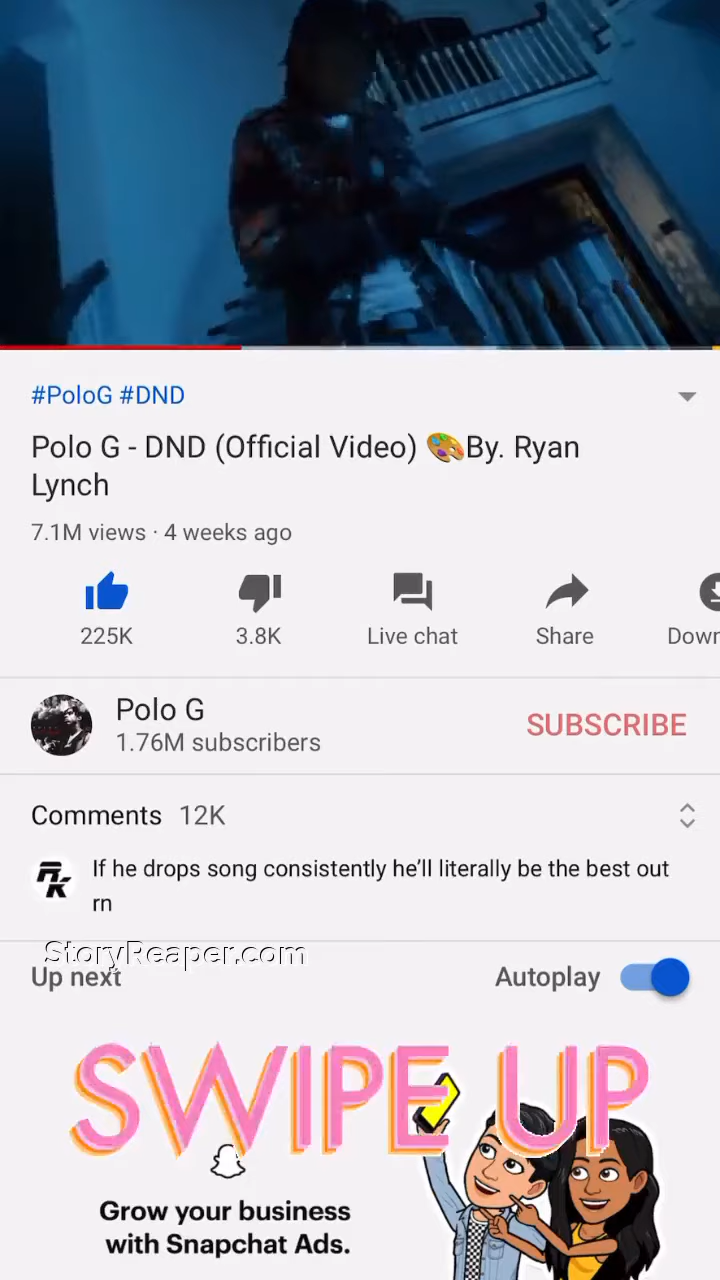 #PoloG #DND
Polo G - DND (Official Video) 🎨By. Ryan
Lynch
7.1M views · 4 weeks ago
225K 3.8K Live chat Share Down
Polo G
1.76M subscribers
SUBSCRIBE
Comments 12K
If he drops song consistently he'll literally be the best out
rn
StoryReaper.com
Up next Autoplay
SWIPE UP
Grow your business
with Snapchat Ads.